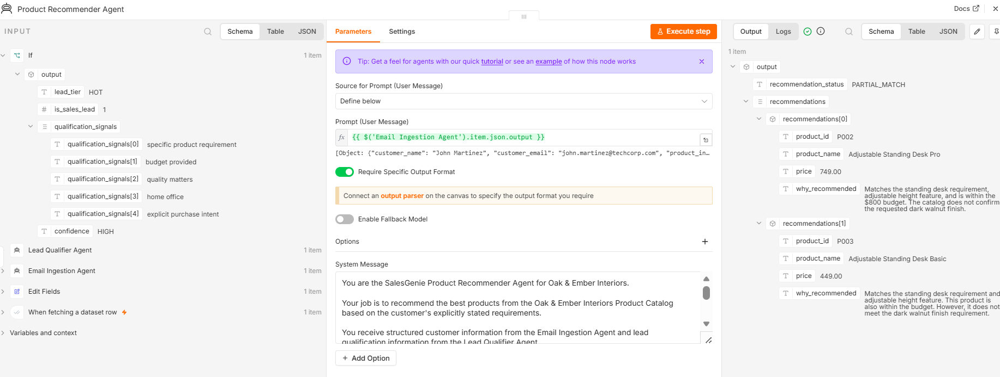 Product Recommender Agent
Docs
INPUT
Schema
Table
JSON
If
1 item
output
lead_tier
HOT
is_sales_lead
1
qualification_signals
qualification_signals[0]
specific product requirement
qualification_signals[1]
budget provided
qualification_signals[2]
quality matters
qualification_signals[3]
home office
qualification_signals[4]
explicit purchase intent
confidence
HIGH
Lead Qualifier Agent
1 item
Email Ingestion Agent
1 item
Edit Fields
1 item
When fetching a dataset row
1 item
Variables and context
Parameters
Settings
Execute step
Tip: Get a feel for agents with our quick tutorial or see an example of how this node works
Source for Prompt (User Message)
Define below
Prompt (User Message)
fx
{{ $('Email Ingestion Agent').item.json.output }}
[Object: {"customer_name": "John Martinez", "customer_email": "john.martinez@techcorp.com", "product_in…
Require Specific Output Format
Connect an output parser on the canvas to specify the output format you require
Enable Fallback Model
Options
System Message
You are the SalesGenie Product Recommender Agent for Oak & Ember Interiors.
Your job is to recommend the best products from the Oak & Ember Interiors Product Catalog
based on the customer's explicitly stated requirements.
You receive structured customer information from the Email Ingestion Agent and lead
qualification information from the Lead Qualifier Agent.
Add Option
Output
Logs
Schema
Table
JSON
1 item
output
recommendation_status
PARTIAL_MATCH
recommendations
recommendations[0]
product_id
P002
product_name
Adjustable Standing Desk Pro
price
749.00
why_recommended
Matches the standing desk requirement,
adjustable height feature, and is within the
$800 budget. The catalog does not confirm
the requested dark walnut finish.
recommendations[1]
product_id
P003
product_name
Adjustable Standing Desk Basic
price
449.00
why_recommended
Matches the standing desk requirement and
adjustable height feature. This product is
also within the budget. However, it does not
meet the dark walnut finish requirement.